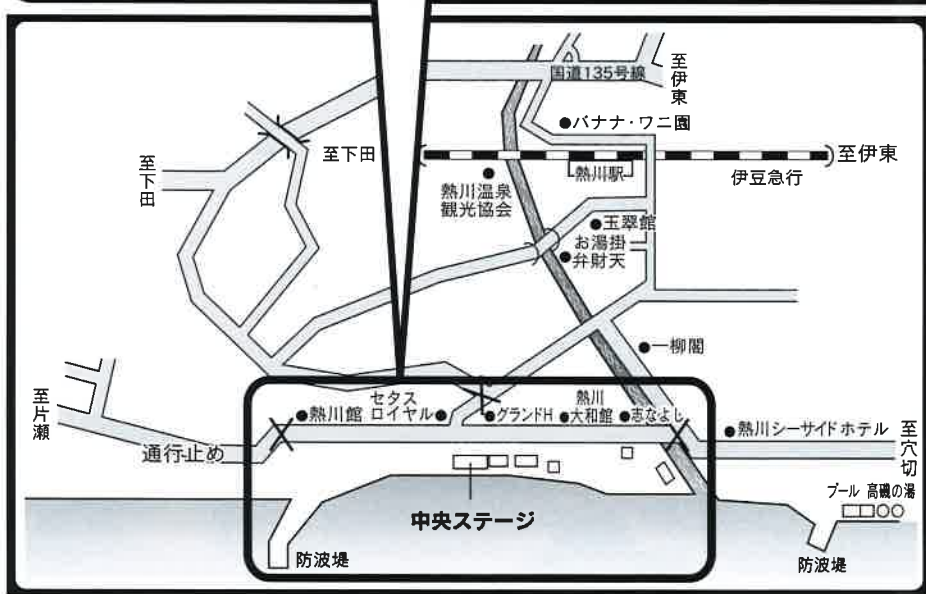 国道135号線
至伊東
●バナナ・ワニ園
至下田
至伊東
至下田
熱川駅
伊豆急行
熱川温泉
観光協会
●玉翠館
お湯掛
弁財天
●一柳閣
至片瀬
●熱川館
セタス
ロイヤル●
●グランドH
熱川
●大和館
●志なよし
●熱川シーサイドホテル
至穴切
通行止め
プール 高磯の湯
中央ステージ
防波堤
防波堤